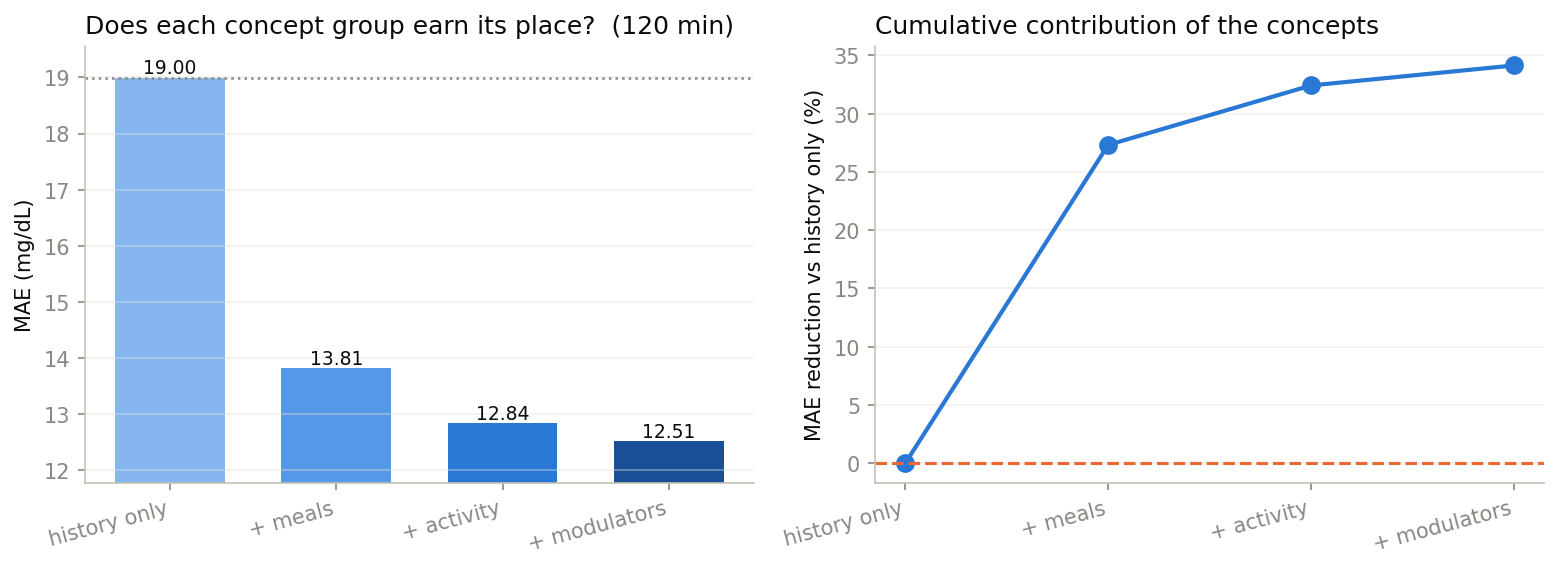 Does each concept group earn its place?  (120 min)
MAE (mg/dL)
19
18
17
16
15
14
13
12
19.00
13.81
12.84
12.51
history only
+ meals
+ activity
+ modulators
Cumulative contribution of the concepts
MAE reduction vs history only (%)
35
30
25
20
15
10
5
0
history only
+ meals
+ activity
+ modulators